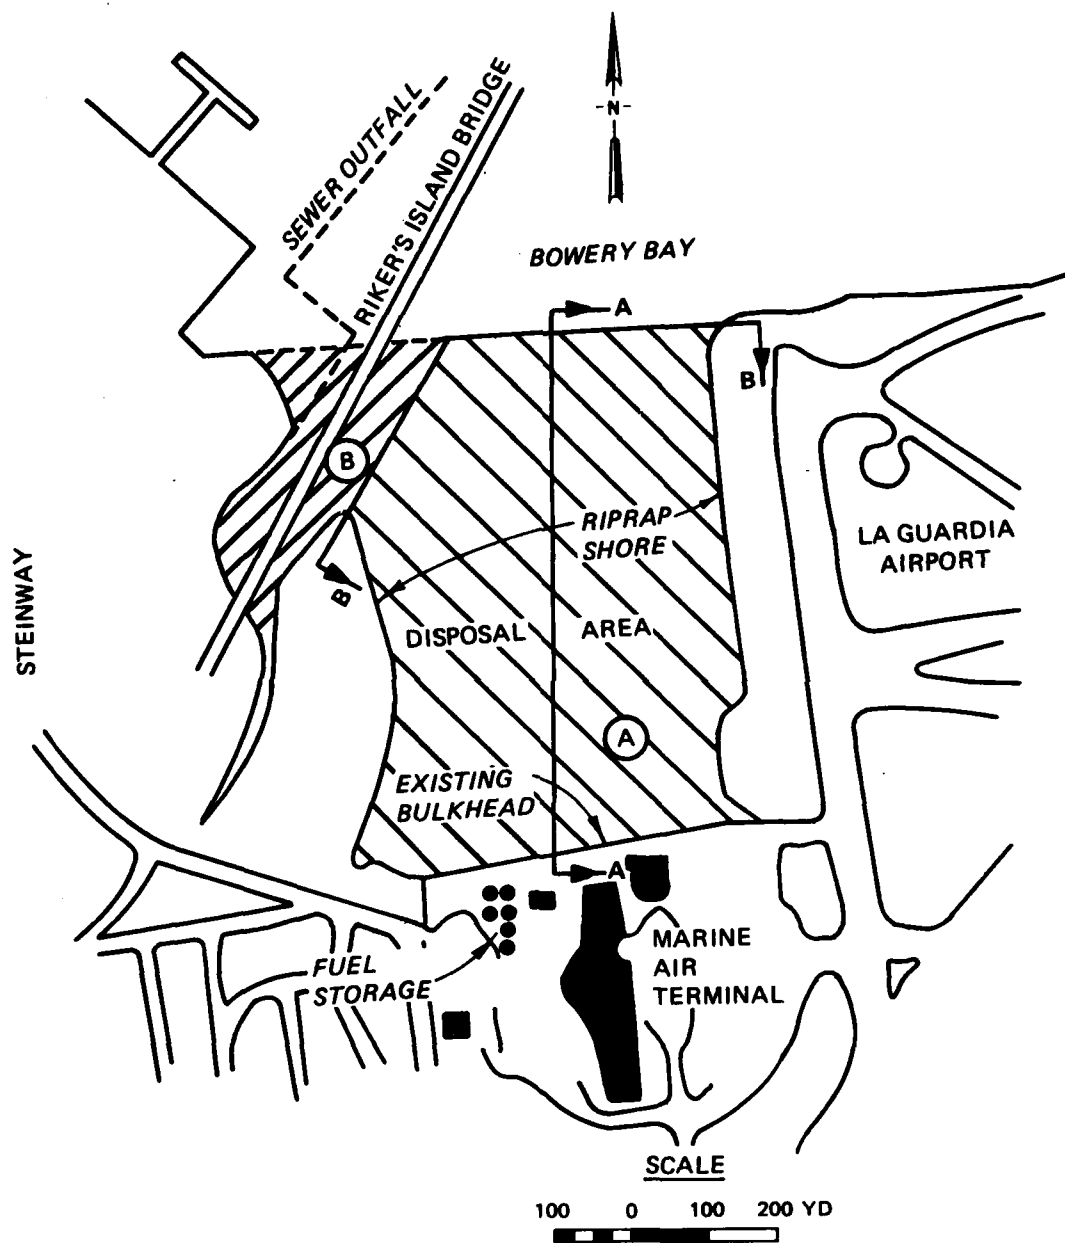 -N-
SEWER OUTFALL
RIKER'S ISLAND BRIDGE
BOWERY BAY
A
B
B
RIPRAP
SHORE
LA GUARDIA
AIRPORT
STEINWAY
B
DISPOSAL AREA
A
EXISTING
BULKHEAD
A
MARINE
AIR
TERMINAL
FUEL
STORAGE
SCALE
100 0 100 200 YD